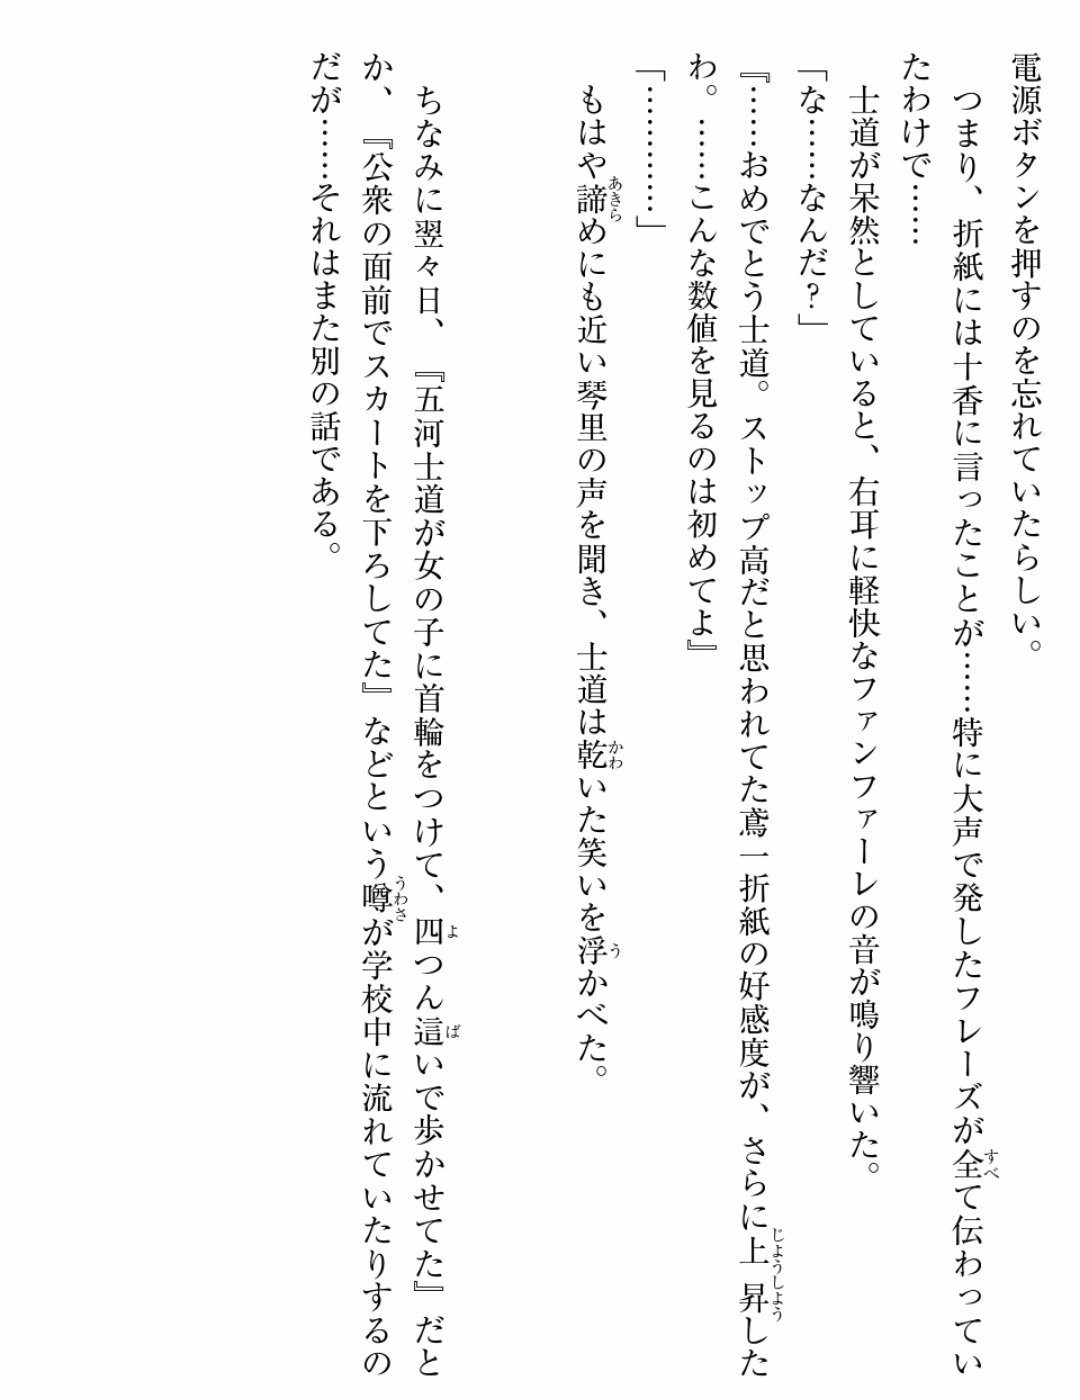 電源ボタンを押すのを忘れていたらしい。
つまり、折紙には十香に言ったことが……特に大声で発したフレーズが全て伝わってい
たわけで……
士道が呆然としていると、右耳に軽快なファンファーレの音が鳴り響いた。
「な……なんだ?」
『……おめでとう士道。ストップ高だと思われてた鳶一折紙の好感度が、さらに上昇した
わ。……こんな数値を見るのは初めてよ』
「…………」
もはや諦めにも近い琴里の声を聞き、士道は乾いた笑いを浮かべた。
ちなみに翌々日、『五河士道が女の子に首輪をつけて、四つん這いで歩かせてた』だと
か、『公衆の面前でスカートを下ろしてた』などという噂が学校中に流れていたりするの
だが……それはまた別の話である。